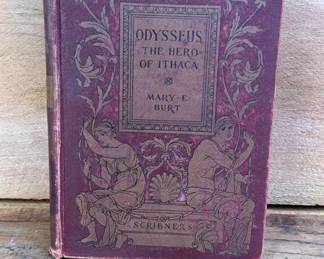 ODYSSEUS
THE HERO
OF ITHACA
MARY·E·
BURT
SCRIBNERS